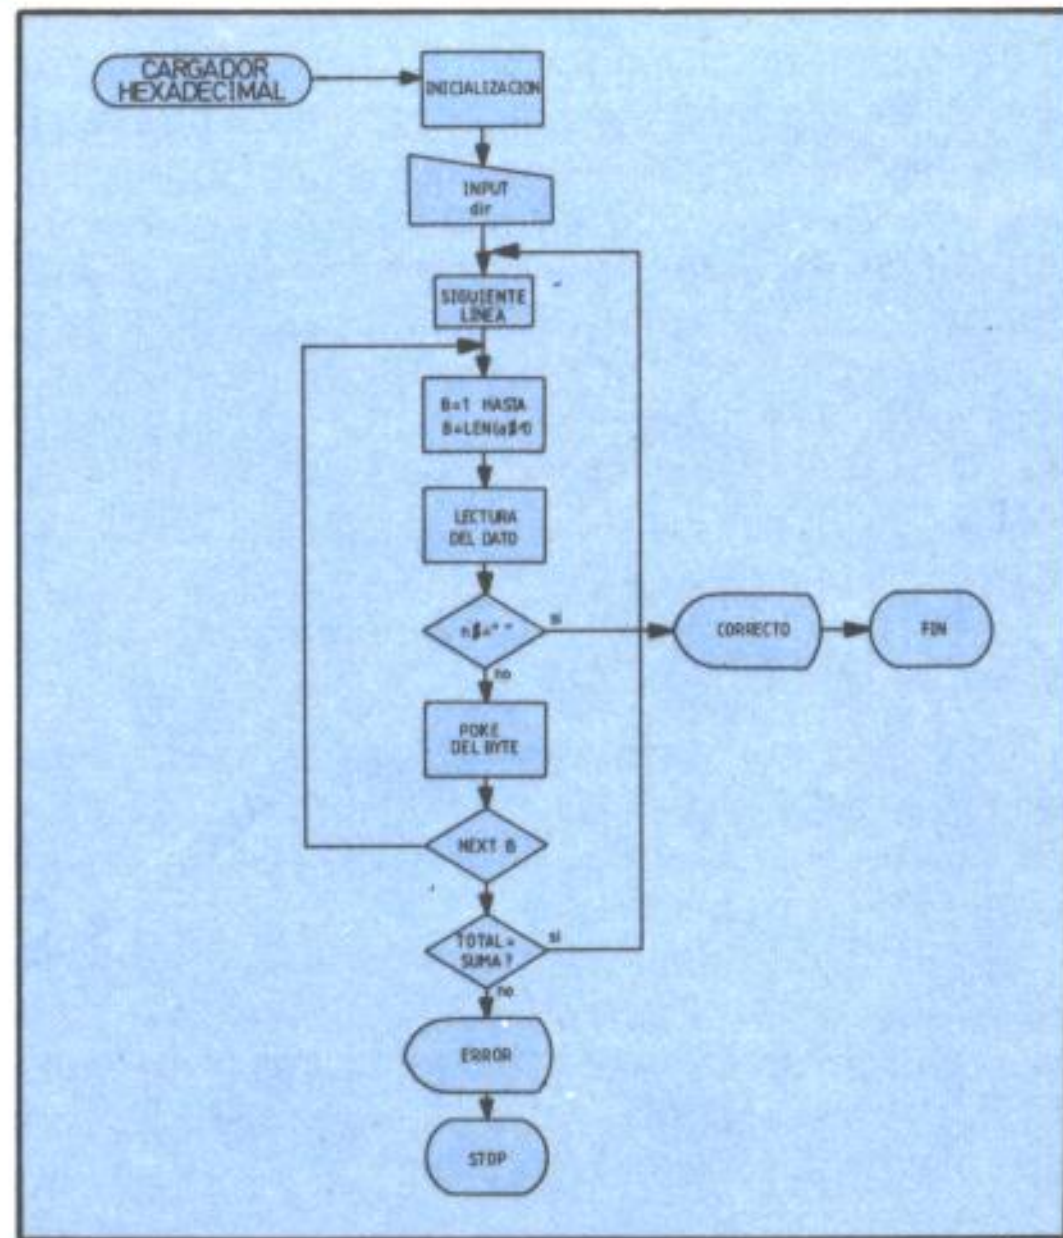 CARGADOR
HEXADECIMAL
INICIALIZACION
INPUT
dir
SIGUIENTE
LINEA
B=1 HASTA
B=LEN(a$)
LECTURA
DEL DATO
n$=" "
si
CORRECTO
FIN
no
POKE
DEL BYTE
NEXT B
TOTAL=
SUMA?
si
no
ERROR
STOP